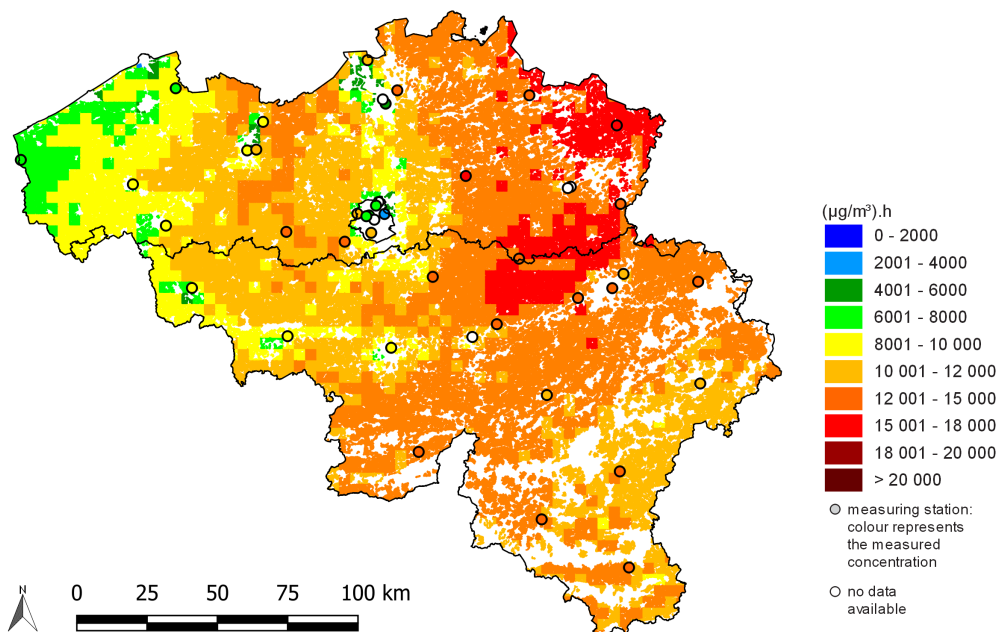 (µg/m³).h
0 - 2000
2001 - 4000
4001 - 6000
6001 - 8000
8001 - 10 000
10 001 - 12 000
12 001 - 15 000
15 001 - 18 000
18 001 - 20 000
> 20 000
measuring station:
colour represents
the measured
concentration
no data
available
N
0 25 50 75 100 km